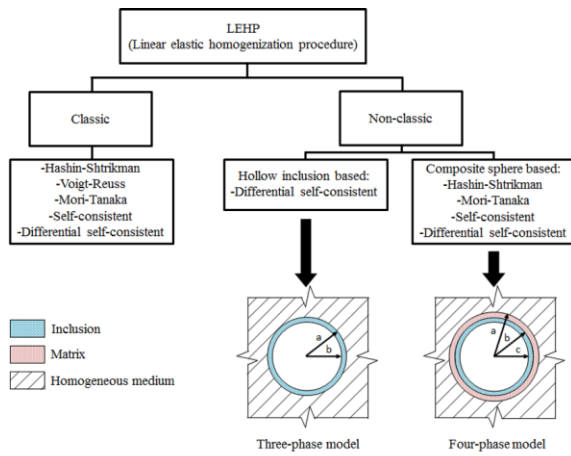 LEHP
(Linear elastic homogenization procedure)
Classic
Non-classic
-Hashin-Shtrikman
-Voigt-Reuss
-Mori-Tanaka
-Self-consistent
-Differential self-consistent
Hollow inclusion based:
-Differential self-consistent
Composite sphere based:
-Hashin-Shtrikman
-Mori-Tanaka
-Self-consistent
-Differential self-consistent
Inclusion
Matrix
Homogeneous medium
a
b
a
b
c
Three-phase model
Four-phase model